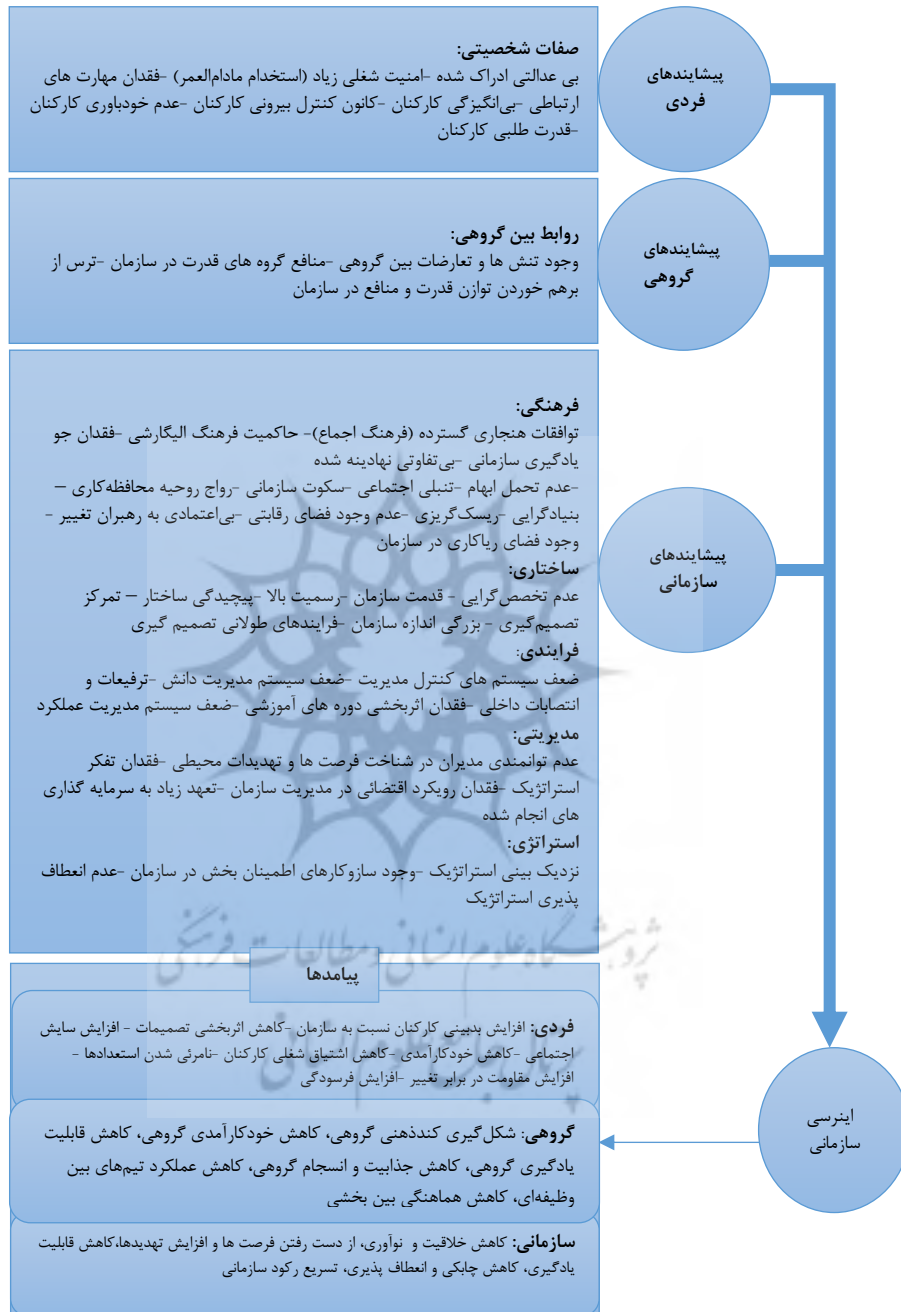 پیشایندهای
فردی
صفات شخصیتی:
بی عدالتی ادراک شده -امنیت شغلی زیاد (استخدام مادام‌العمر) -فقدان مهارت های
ارتباطی -بی‌انگیزگی کارکنان -کانون کنترل بیرونی کارکنان -عدم خودباوری کارکنان
-قدرت طلبی کارکنان
پیشایندهای
گروهی
روابط بین گروهی:
وجود تنش ها و تعارضات بین گروهی -منافع گروه های قدرت در سازمان -ترس از
برهم خوردن توازن قدرت و منافع در سازمان
پیشایندهای
سازمانی
فرهنگی:
توافقات هنجاری گسترده (فرهنگ اجماع)- حاکمیت فرهنگ الیگارشی -فقدان جو
یادگیری سازمانی -بی‌تفاوتی نهادینه شده
-عدم تحمل ابهام -تنبلی اجتماعی -سکوت سازمانی -رواج روحیه محافظه‌کاری –
بنیادگرایی -ریسک‌گریزی -عدم وجود فضای رقابتی -بی‌اعتمادی به رهبران تغییر -
وجود فضای ریاکاری در سازمان
ساختاری:
عدم تخصص‌گرایی - قدمت سازمان -رسمیت بالا -پیچیدگی ساختار – تمرکز
تصمیم‌گیری - بزرگی اندازه سازمان -فرایندهای طولانی تصمیم گیری
فرایندی:
ضعف سیستم های کنترل مدیریت -ضعف سیستم مدیریت دانش -ترفیعات و
انتصابات داخلی -فقدان اثربخشی دوره های آموزشی -ضعف سیستم مدیریت عملکرد
مدیریتی:
عدم توانمندی مدیران در شناخت فرصت ها و تهدیدات محیطی -فقدان تفکر
استراتژیک -فقدان رویکرد اقتضائی در مدیریت سازمان -تعهد زیاد به سرمایه گذاری
های انجام شده
استراتژی:
نزدیک بینی استراتژیک -وجود سازوکارهای اطمینان بخش در سازمان -عدم انعطاف
پذیری استراتژیک
پژوهشگاه علوم انسانی و مطالعات فرهنگی
پیامدها
فردی: افزایش بدبینی کارکنان نسبت به سازمان -کاهش اثربخشی تصمیمات - افزایش سایش
اجتماعی -کاهش خودکارآمدی -کاهش اشتیاق شغلی کارکنان -نامرئی شدن استعدادها -
افزایش مقاومت در برابر تغییر -افزایش فرسودگی
پرتال جامع علوم انسانی
اینرسی
سازمانی
گروهی: شکل‌گیری کندذهنی گروهی، کاهش خودکارآمدی گروهی، کاهش قابلیت
یادگیری گروهی، کاهش جذابیت و انسجام گروهی، کاهش عملکرد تیم‌های بین
وظیفه‌ای، کاهش هماهنگی بین بخشی
سازمانی: کاهش خلاقیت و نوآوری، از دست رفتن فرصت ها و افزایش تهدیدها،کاهش قابلیت
یادگیری، کاهش چابکی و انعطاف پذیری، تسریع رکود سازمانی